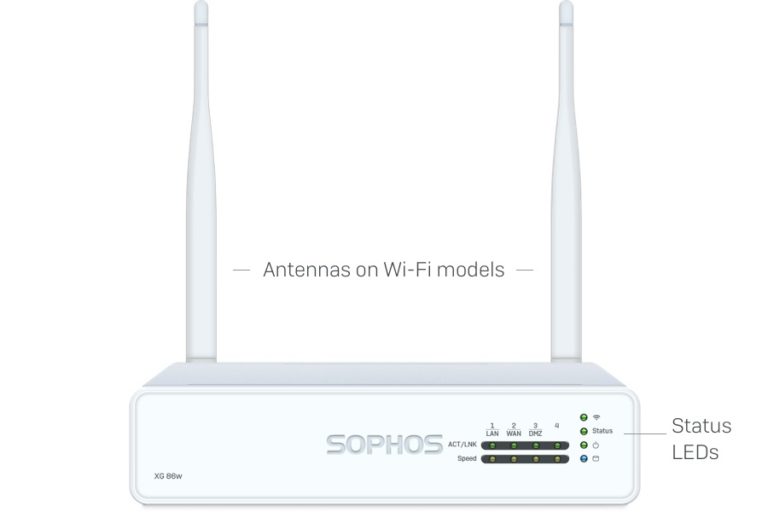 Antennas on Wi-Fi models
1 2 3 4
LAN WAN DMZ
SOPHOS
ACT/LNK
Speed
Status
XG 86w
Status
LEDs